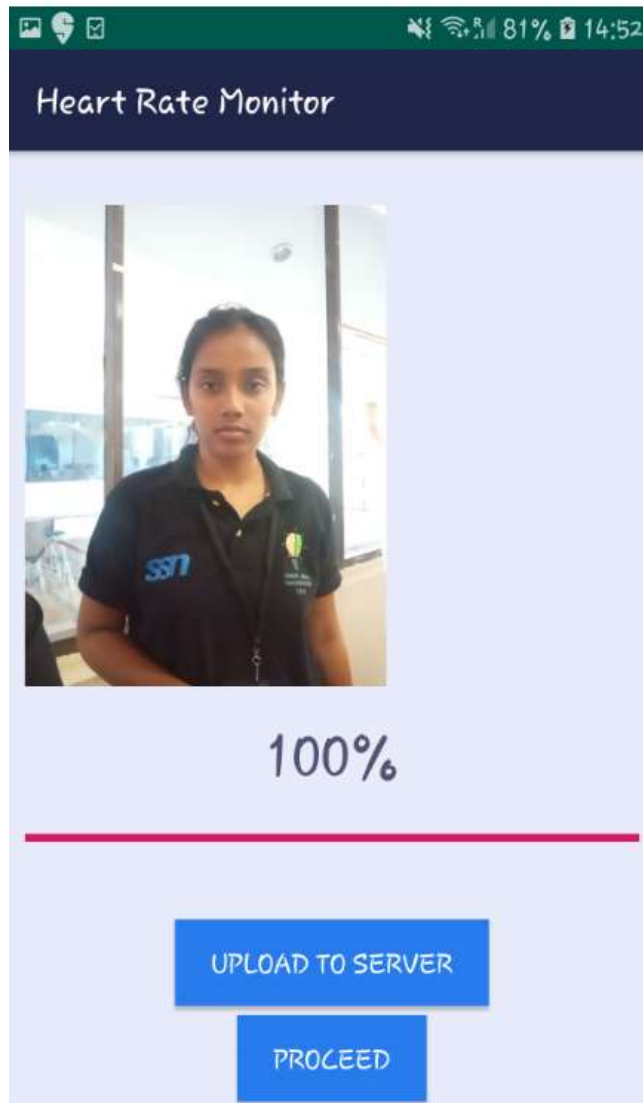 81% 14:52
Heart Rate Monitor
ssn
100%
UPLOAD TO SERVER
PROCEED